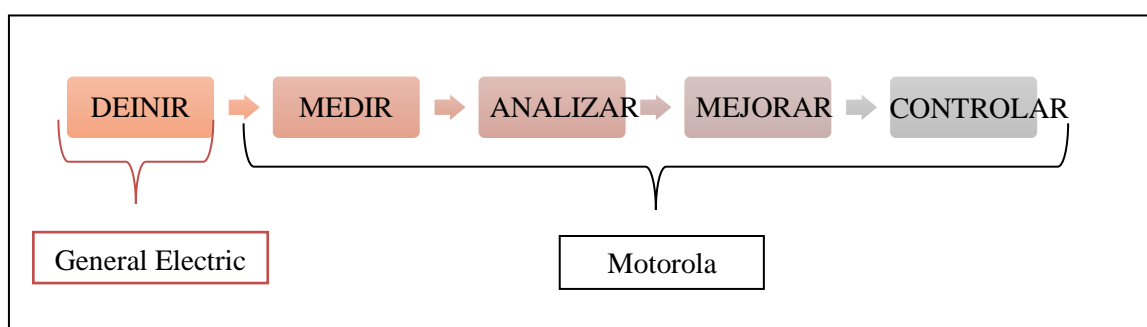 DEINIR MEDIR ANALIZAR MEJORAR CONTROLAR
General Electric
Motorola